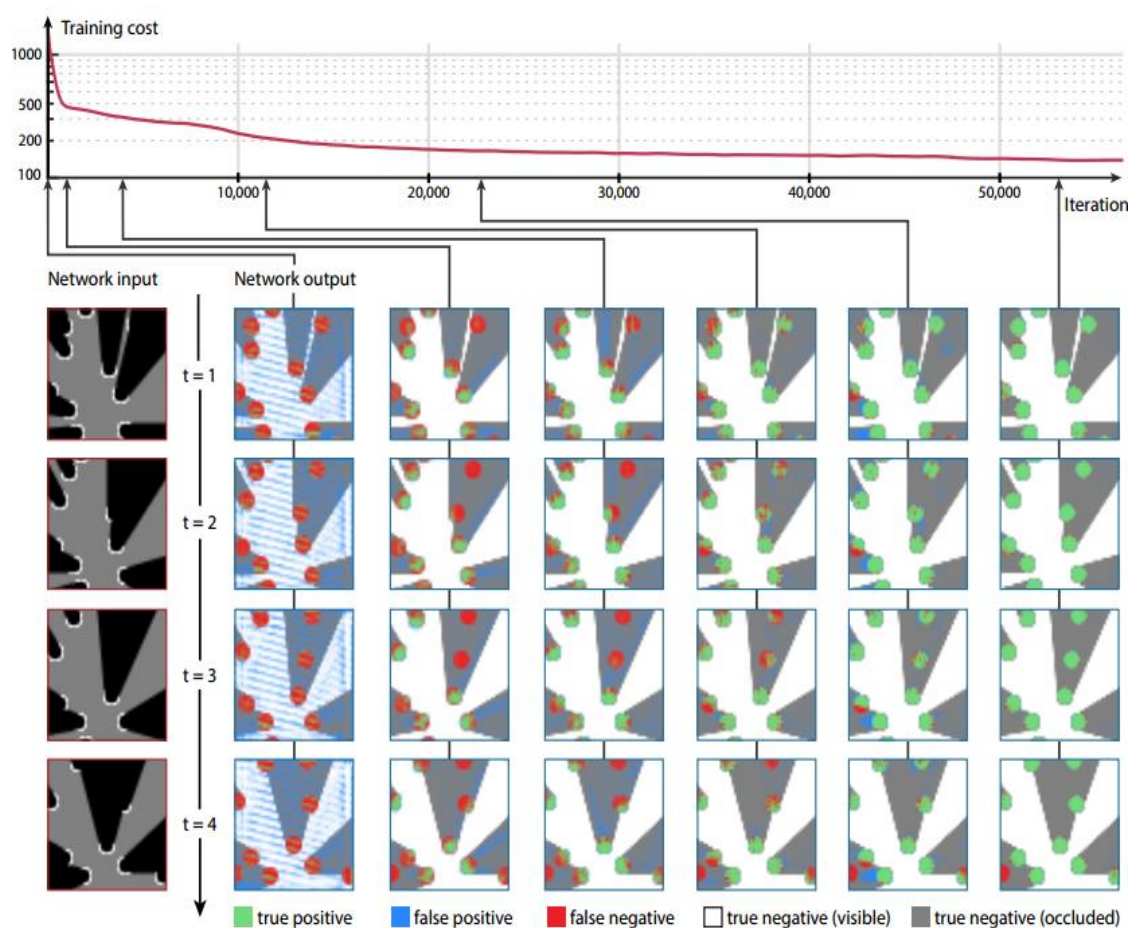 Training cost
1000
500
200
100
10,000
20,000
30,000
40,000
50,000
Iteration
Network input
Network output
t = 1
t = 2
t = 3
t = 4
true positive
false positive
false negative
true negative (visible)
true negative (occluded)